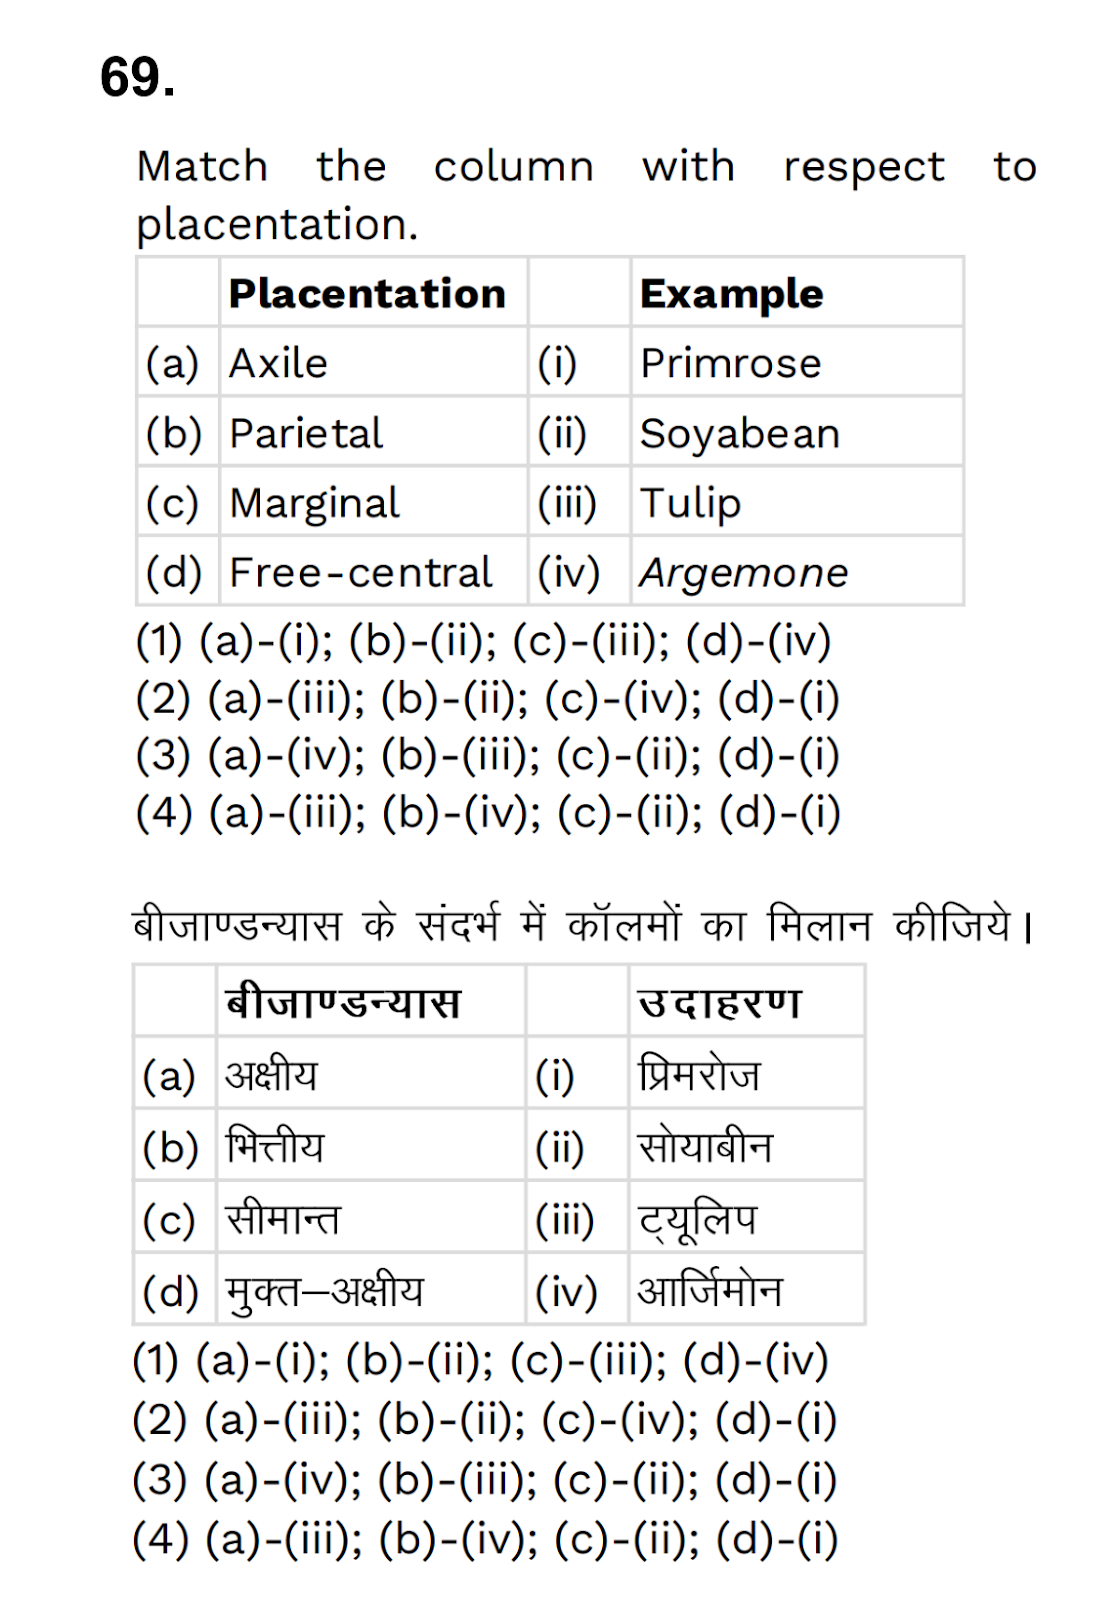 69.
Match the column with respect to
placentation.
Placentation Example
(a) Axile (i) Primrose
(b) Parietal (ii) Soyabean
(c) Marginal (iii) Tulip
(d) Free-central (iv) Argemone
(1) (a)-(i); (b)-(ii); (c)-(iii); (d)-(iv)
(2) (a)-(iii); (b)-(ii); (c)-(iv); (d)-(i)
(3) (a)-(iv); (b)-(iii); (c)-(ii); (d)-(i)
(4) (a)-(iii); (b)-(iv); (c)-(ii); (d)-(i)
बीजाण्डन्यास के संदर्भ में कॉलमों का मिलान कीजिये।
बीजाण्डन्यास उदाहरण
(a) अक्षीय (i) प्रिमरोज
(b) भित्तीय (ii) सोयाबीन
(c) सीमान्त (iii) ट्यूलिप
(d) मुक्त–अक्षीय (iv) आर्जिमोन
(1) (a)-(i); (b)-(ii); (c)-(iii); (d)-(iv)
(2) (a)-(iii); (b)-(ii); (c)-(iv); (d)-(i)
(3) (a)-(iv); (b)-(iii); (c)-(ii); (d)-(i)
(4) (a)-(iii); (b)-(iv); (c)-(ii); (d)-(i)